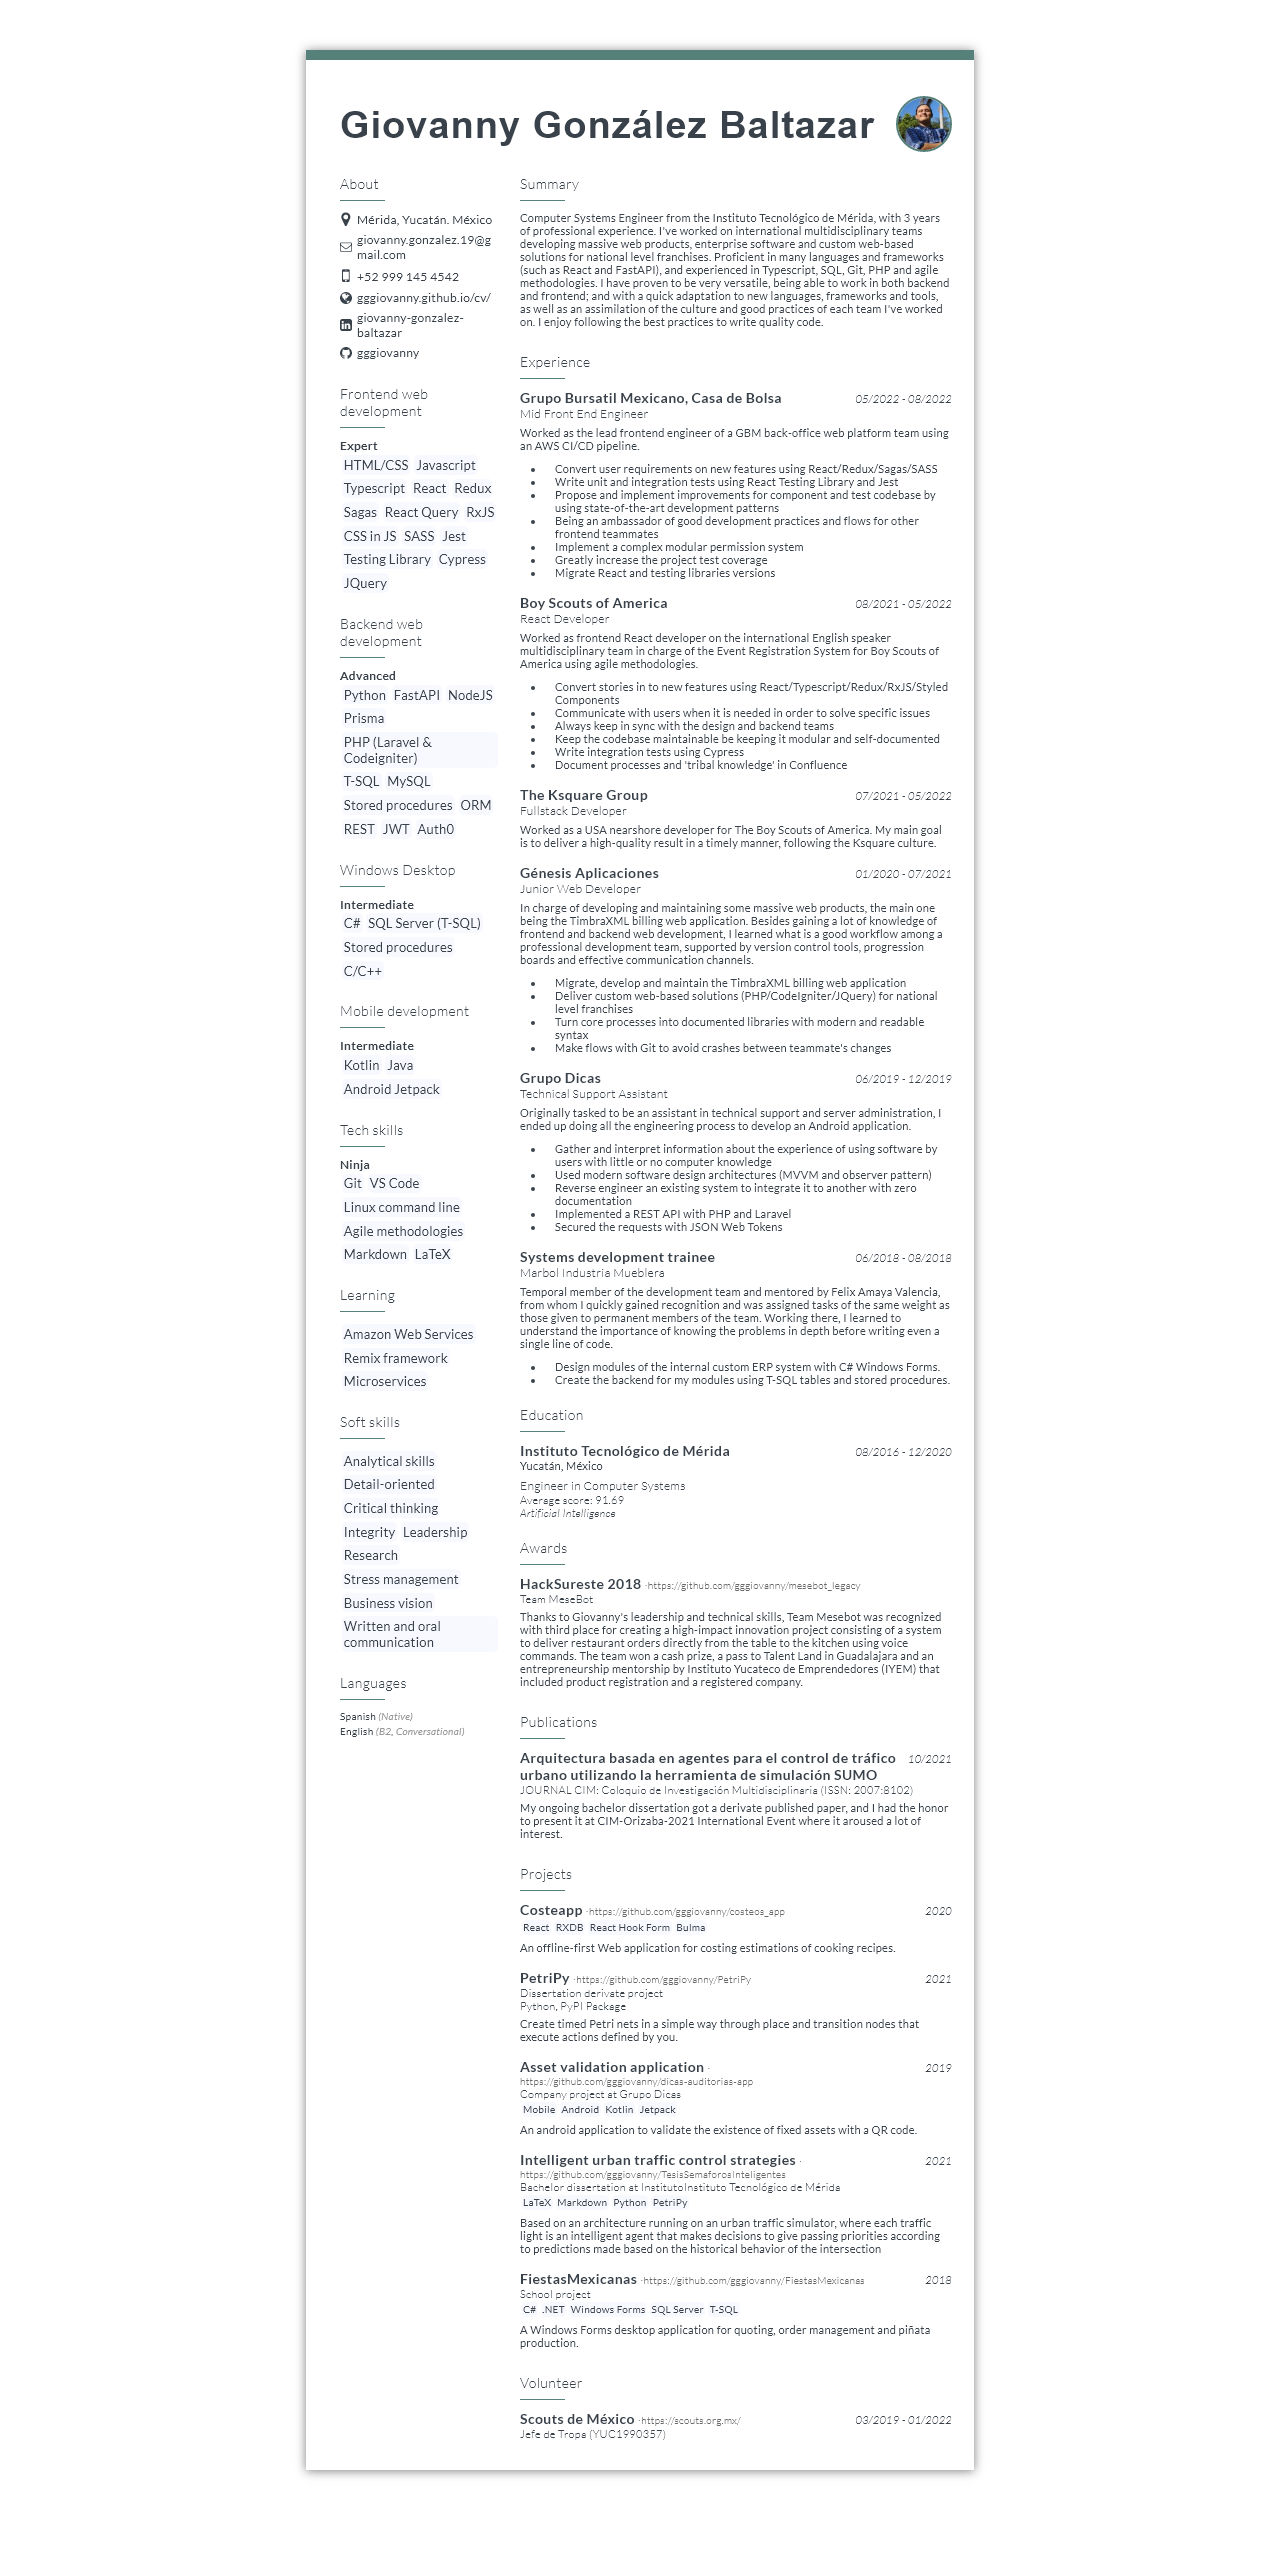 Giovanny González Baltazar
About
Mérida, Yucatán. México
giovanny.gonzalez.19@g
mail.com
+52 999 145 4542
gggiovanny.github.io/cv/
giovanny-gonzalez-
baltazar
gggiovanny
Frontend web
development
Expert
HTML/CSS Javascript
Typescript React Redux
Sagas React Query RxJS
CSS in JS SASS Jest
Testing Library Cypress
JQuery
Backend web
development
Advanced
Python FastAPI NodeJS
Prisma
PHP (Laravel &
Codeigniter)
T-SQL MySQL
Stored procedures ORM
REST JWT Auth0
Windows Desktop
Intermediate
C# SQL Server (T-SQL)
Stored procedures
C/C++
Mobile development
Intermediate
Kotlin Java
Android Jetpack
Tech skills
Ninja
Git VS Code
Linux command line
Agile methodologies
Markdown LaTeX
Learning
Amazon Web Services
Remix framework
Microservices
Soft skills
Analytical skills
Detail-oriented
Critical thinking
Integrity Leadership
Research
Stress management
Business vision
Written and oral
communication
Languages
Spanish (Native)
English (B2, Conversational)
Summary
Computer Systems Engineer from the Instituto Tecnológico de Mérida, with 3 years
of professional experience. I've worked on international multidisciplinary teams
developing massive web products, enterprise software and custom web-based
solutions for national level franchises. Proficient in many languages and frameworks
(such as React and FastAPI), and experienced in Typescript, SQL, Git, PHP and agile
methodologies. I have proven to be very versatile, being able to work in both backend
and frontend; and with a quick adaptation to new languages, frameworks and tools,
as well as an assimilation of the culture and good practices of each team I've worked
on. I enjoy following the best practices to write quality code.
Experience
Grupo Bursatil Mexicano, Casa de Bolsa 05/2022 - 08/2022
Mid Front End Engineer
Worked as the lead frontend engineer of a GBM back-office web platform team using
an AWS CI/CD pipeline.
• Convert user requirements on new features using React/Redux/Sagas/SASS
• Write unit and integration tests using React Testing Library and Jest
• Propose and implement improvements for component and test codebase by
using state-of-the-art development patterns
• Being an ambassador of good development practices and flows for other
frontend teammates
• Implement a complex modular permission system
• Greatly increase the project test coverage
• Migrate React and testing libraries versions
Boy Scouts of America 08/2021 - 05/2022
React Developer
Worked as frontend React developer on the international English speaker
multidisciplinary team in charge of the Event Registration System for Boy Scouts of
America using agile methodologies.
• Convert stories in to new features using React/Typescript/Redux/RxJS/Styled
Components
• Communicate with users when it is needed in order to solve specific issues
• Always keep in sync with the design and backend teams
• Keep the codebase maintainable be keeping it modular and self-documented
• Write integration tests using Cypress
• Document processes and 'tribal knowledge' in Confluence
The Ksquare Group 07/2021 - 05/2022
Fullstack Developer
Worked as a USA nearshore developer for The Boy Scouts of America. My main goal
is to deliver a high-quality result in a timely manner, following the Ksquare culture.
Génesis Aplicaciones 01/2020 - 07/2021
Junior Web Developer
In charge of developing and maintaining some massive web products, the main one
being the TimbraXML billing web application. Besides gaining a lot of knowledge of
frontend and backend web development, I learned what is a good workflow among a
professional development team, supported by version control tools, progression
boards and effective communication channels.
• Migrate, develop and maintain the TimbraXML billing web application
• Deliver custom web-based solutions (PHP/CodeIgniter/JQuery) for national
level franchises
• Turn core processes into documented libraries with modern and readable
syntax
• Make flows with Git to avoid crashes between teammate's changes
Grupo Dicas 06/2019 - 12/2019
Technical Support Assistant
Originally tasked to be an assistant in technical support and server administration, I
ended up doing all the engineering process to develop an Android application.
• Gather and interpret information about the experience of using software by
users with little or no computer knowledge
• Used modern software design architectures (MVVM and observer pattern)
• Reverse engineer an existing system to integrate it to another with zero
documentation
• Implemented a REST API with PHP and Laravel
• Secured the requests with JSON Web Tokens
Systems development trainee 06/2018 - 08/2018
Marbol Industria Mueblera
Temporal member of the development team and mentored by Felix Amaya Valencia,
from whom I quickly gained recognition and was assigned tasks of the same weight as
those given to permanent members of the team. Working there, I learned to
understand the importance of knowing the problems in depth before writing even a
single line of code.
• Design modules of the internal custom ERP system with C# Windows Forms.
• Create the backend for my modules using T-SQL tables and stored procedures.
Education
Instituto Tecnológico de Mérida 08/2016 - 12/2020
Yucatán, México
Engineer in Computer Systems
Average score: 91.69
Artificial Intelligence
Awards
HackSureste 2018 ·https://github.com/gggiovanny/mesebot_legacy
Team MeseBot
Thanks to Giovanny's leadership and technical skills, Team Mesebot was recognized
with third place for creating a high-impact innovation project consisting of a system
to deliver restaurant orders directly from the table to the kitchen using voice
commands. The team won a cash prize, a pass to Talent Land in Guadalajara and an
entrepreneurship mentorship by Instituto Yucateco de Emprendedores (IYEM) that
included product registration and a registered company.
Publications
Arquitectura basada en agentes para el control de tráfico 10/2021
urbano utilizando la herramienta de simulación SUMO
JOURNAL CIM: Coloquio de Investigación Multidisciplinaria (ISSN: 2007:8102)
My ongoing bachelor dissertation got a derivate published paper, and I had the honor
to present it at CIM-Orizaba-2021 International Event where it aroused a lot of
interest.
Projects
Costeapp ·https://github.com/gggiovanny/costeos_app 2020
React RXDB React Hook Form Bulma
An offline-first Web application for costing estimations of cooking recipes.
PetriPy ·https://github.com/gggiovanny/PetriPy 2021
Dissertation derivate project
Python, PyPI Package
Create timed Petri nets in a simple way through place and transition nodes that
execute actions defined by you.
Asset validation application · 2019
https://github.com/gggiovanny/dicas-auditorias-app
Company project at Grupo Dicas
Mobile Android Kotlin Jetpack
An android application to validate the existence of fixed assets with a QR code.
Intelligent urban traffic control strategies · 2021
https://github.com/gggiovanny/TesisSemaforosInteligentes
Bachelor dissertation at InstitutoInstituto Tecnológico de Mérida
LaTeX Markdown Python PetriPy
Based on an architecture running on an urban traffic simulator, where each traffic
light is an intelligent agent that makes decisions to give passing priorities according
to predictions made based on the historical behavior of the intersection
FiestasMexicanas ·https://github.com/gggiovanny/FiestasMexicanas 2018
School project
C# .NET Windows Forms SQL Server T-SQL
A Windows Forms desktop application for quoting, order management and piñata
production.
Volunteer
Scouts de México ·https://scouts.org.mx/ 03/2019 - 01/2022
Jefe de Tropa (YUC1990357)